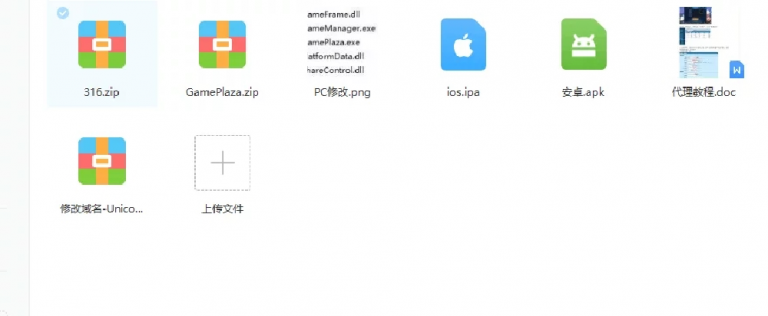 ameFrame.dll
ameManager.exe
amePlaza.exe
atformData.dll
hareControl.dll
316.zip
GamePlaza.zip
PC修改.png
ios.ipa
安卓.apk
代理教程.doc
修改域名-Unico...
上传文件